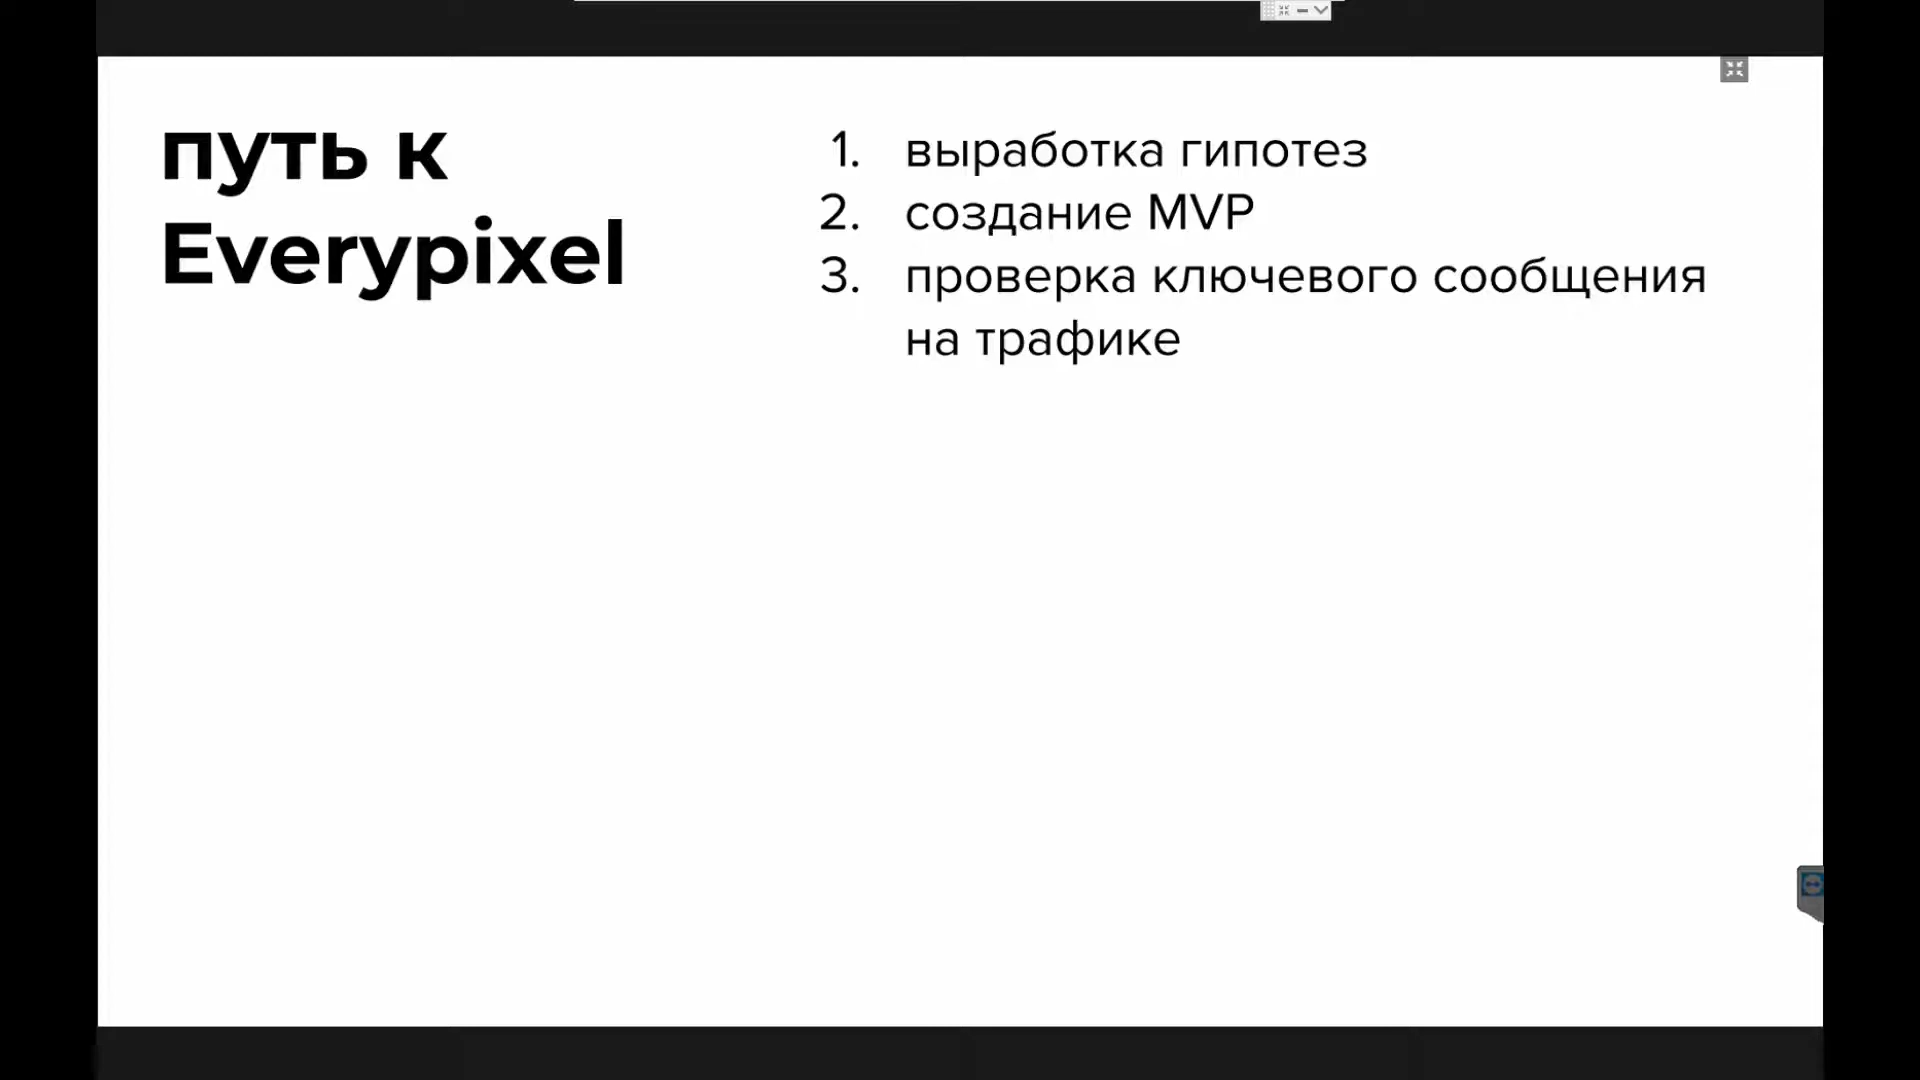 путь к
Everypixel
1. выработка гипотез
2. создание MVP
3. проверка ключевого сообщения
на трафике